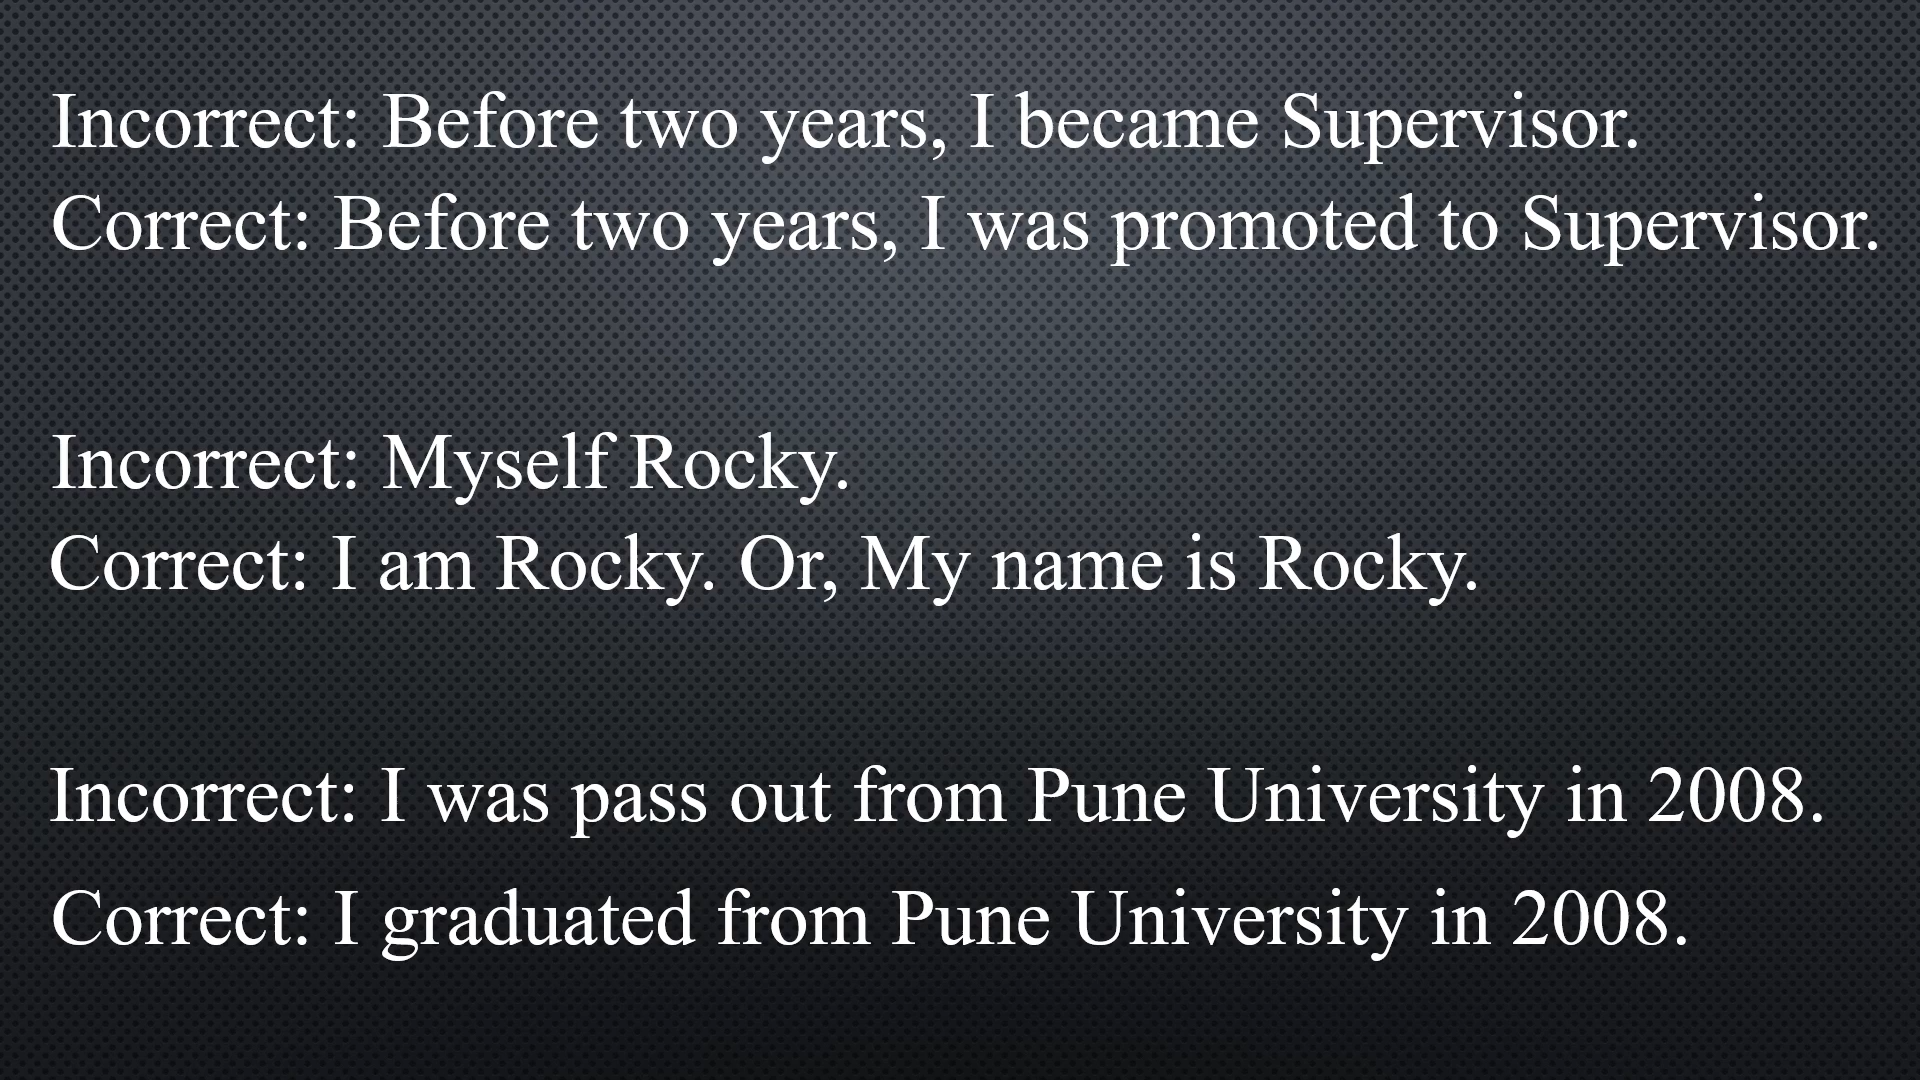 Incorrect: Before two years, I became Supervisor.
Correct: Before two years, I was promoted to Supervisor.
Incorrect: Myself Rocky.
Correct: I am Rocky. Or, My name is Rocky.
Incorrect: I was pass out from Pune University in 2008.
Correct: I graduated from Pune University in 2008.